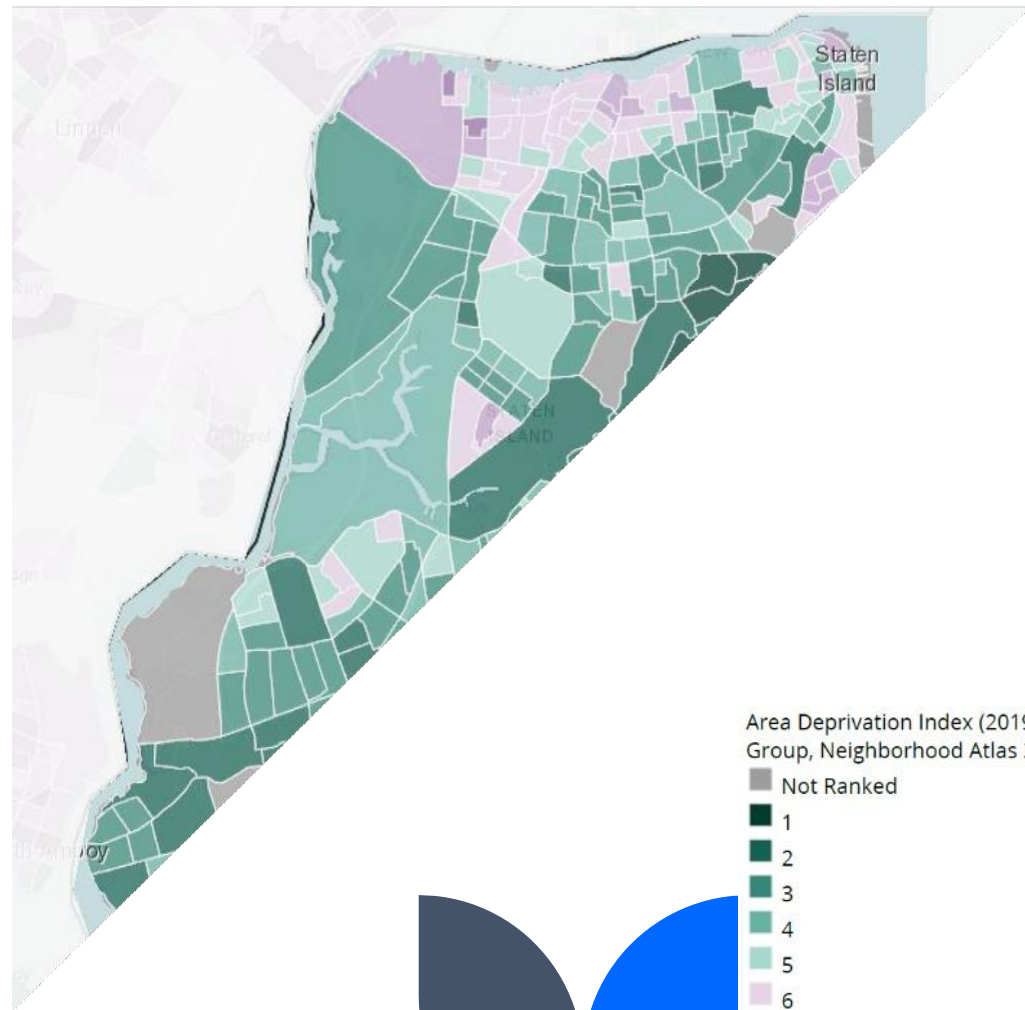 Staten
Island
Linden
Carteret
STATEN
ISLAND
Area Deprivation Index (2019
Group, Neighborhood Atlas
Not Ranked
1
2
3
4
5
6